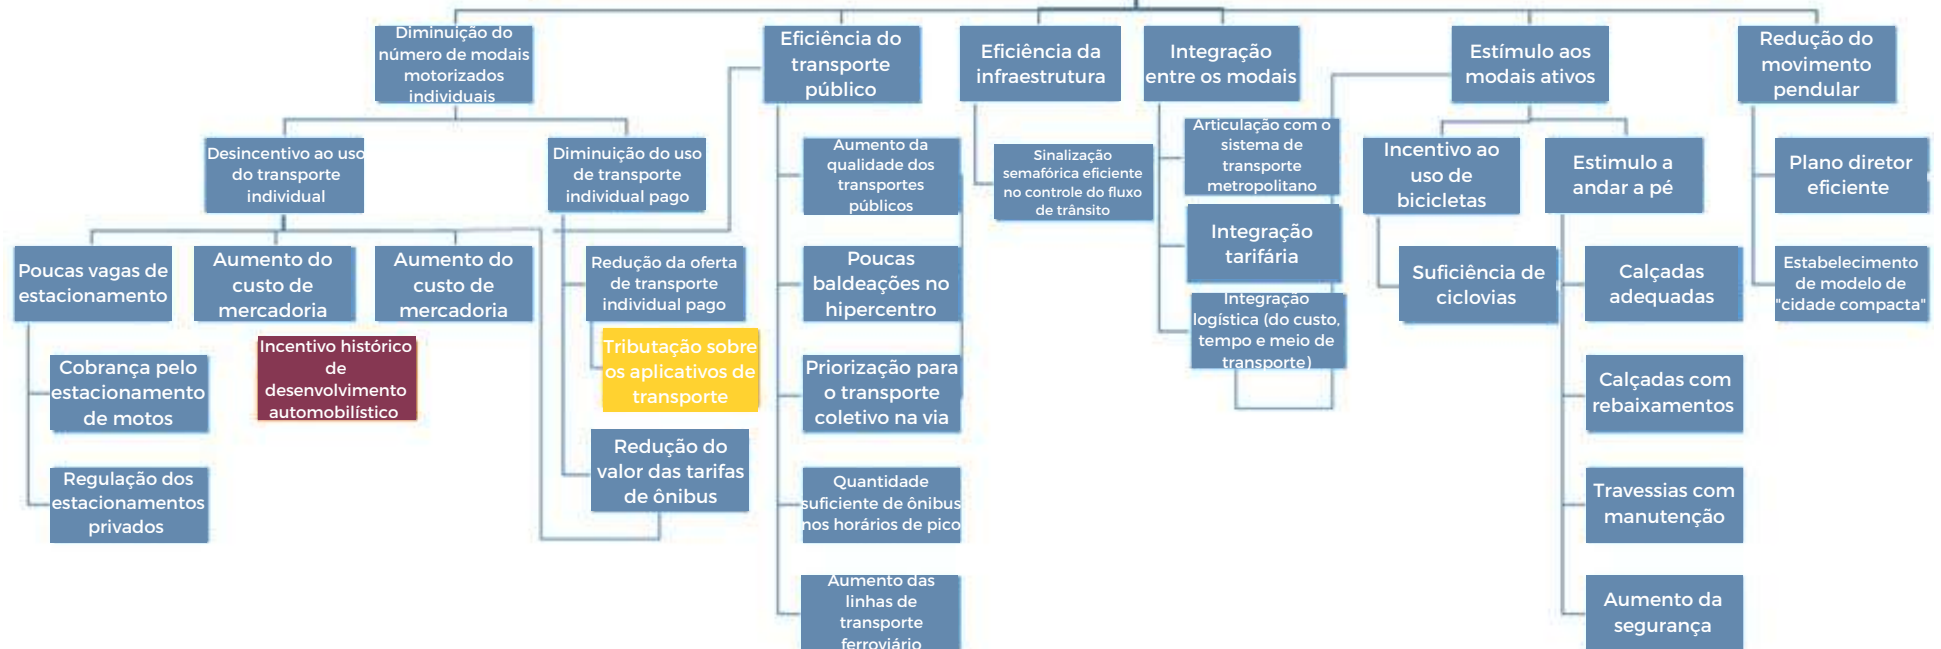 Diminuição do
número de modais
motorizados
individuais
Eficiência do
transporte
público
Eficiência da
infraestrutura
Integração
entre os modais
Estímulo aos
modais ativos
Redução do
movimento
pendular
Desincentivo ao uso
do transporte
individual
Diminuição do uso
de transporte
individual pago
Aumento da
qualidade dos
transportes
públicos
Sinalização
semafórica eficiente
no controle do fluxo
de trânsito
Articulação com o
sistema de
transporte
metropolitano
Incentivo ao
uso de
bicicletas
Estimulo a
andar a pé
Plano diretor
eficiente
Poucas vagas de
estacionamento
Aumento do
custo de
mercadoria
Aumento do
custo de
mercadoria
Redução da oferta
de transporte
individual pago
Poucas
baldeações no
hipercentro
Integração
tarifária
Suficiência de
ciclovias
Calçadas
adequadas
Estabelecimento
de modelo de
"cidade compacta"
Cobrança pelo
estacionamento
de motos
Incentivo histórico
de
desenvolvimento
automobilístico
Tributação sobre
os aplicativos de
transporte
Priorização para
o transporte
coletivo na via
Integração
logística (do custo,
tempo e meio de
transporte)
Calçadas com
rebaixamentos
Regulação dos
estacionamentos
privados
Redução do
valor das tarifas
de ônibus
Quantidade
suficiente de ônibus
nos horários de pico
Travessias com
manutenção
Aumento das
linhas de
transporte
ferroviário
Aumento da
segurança